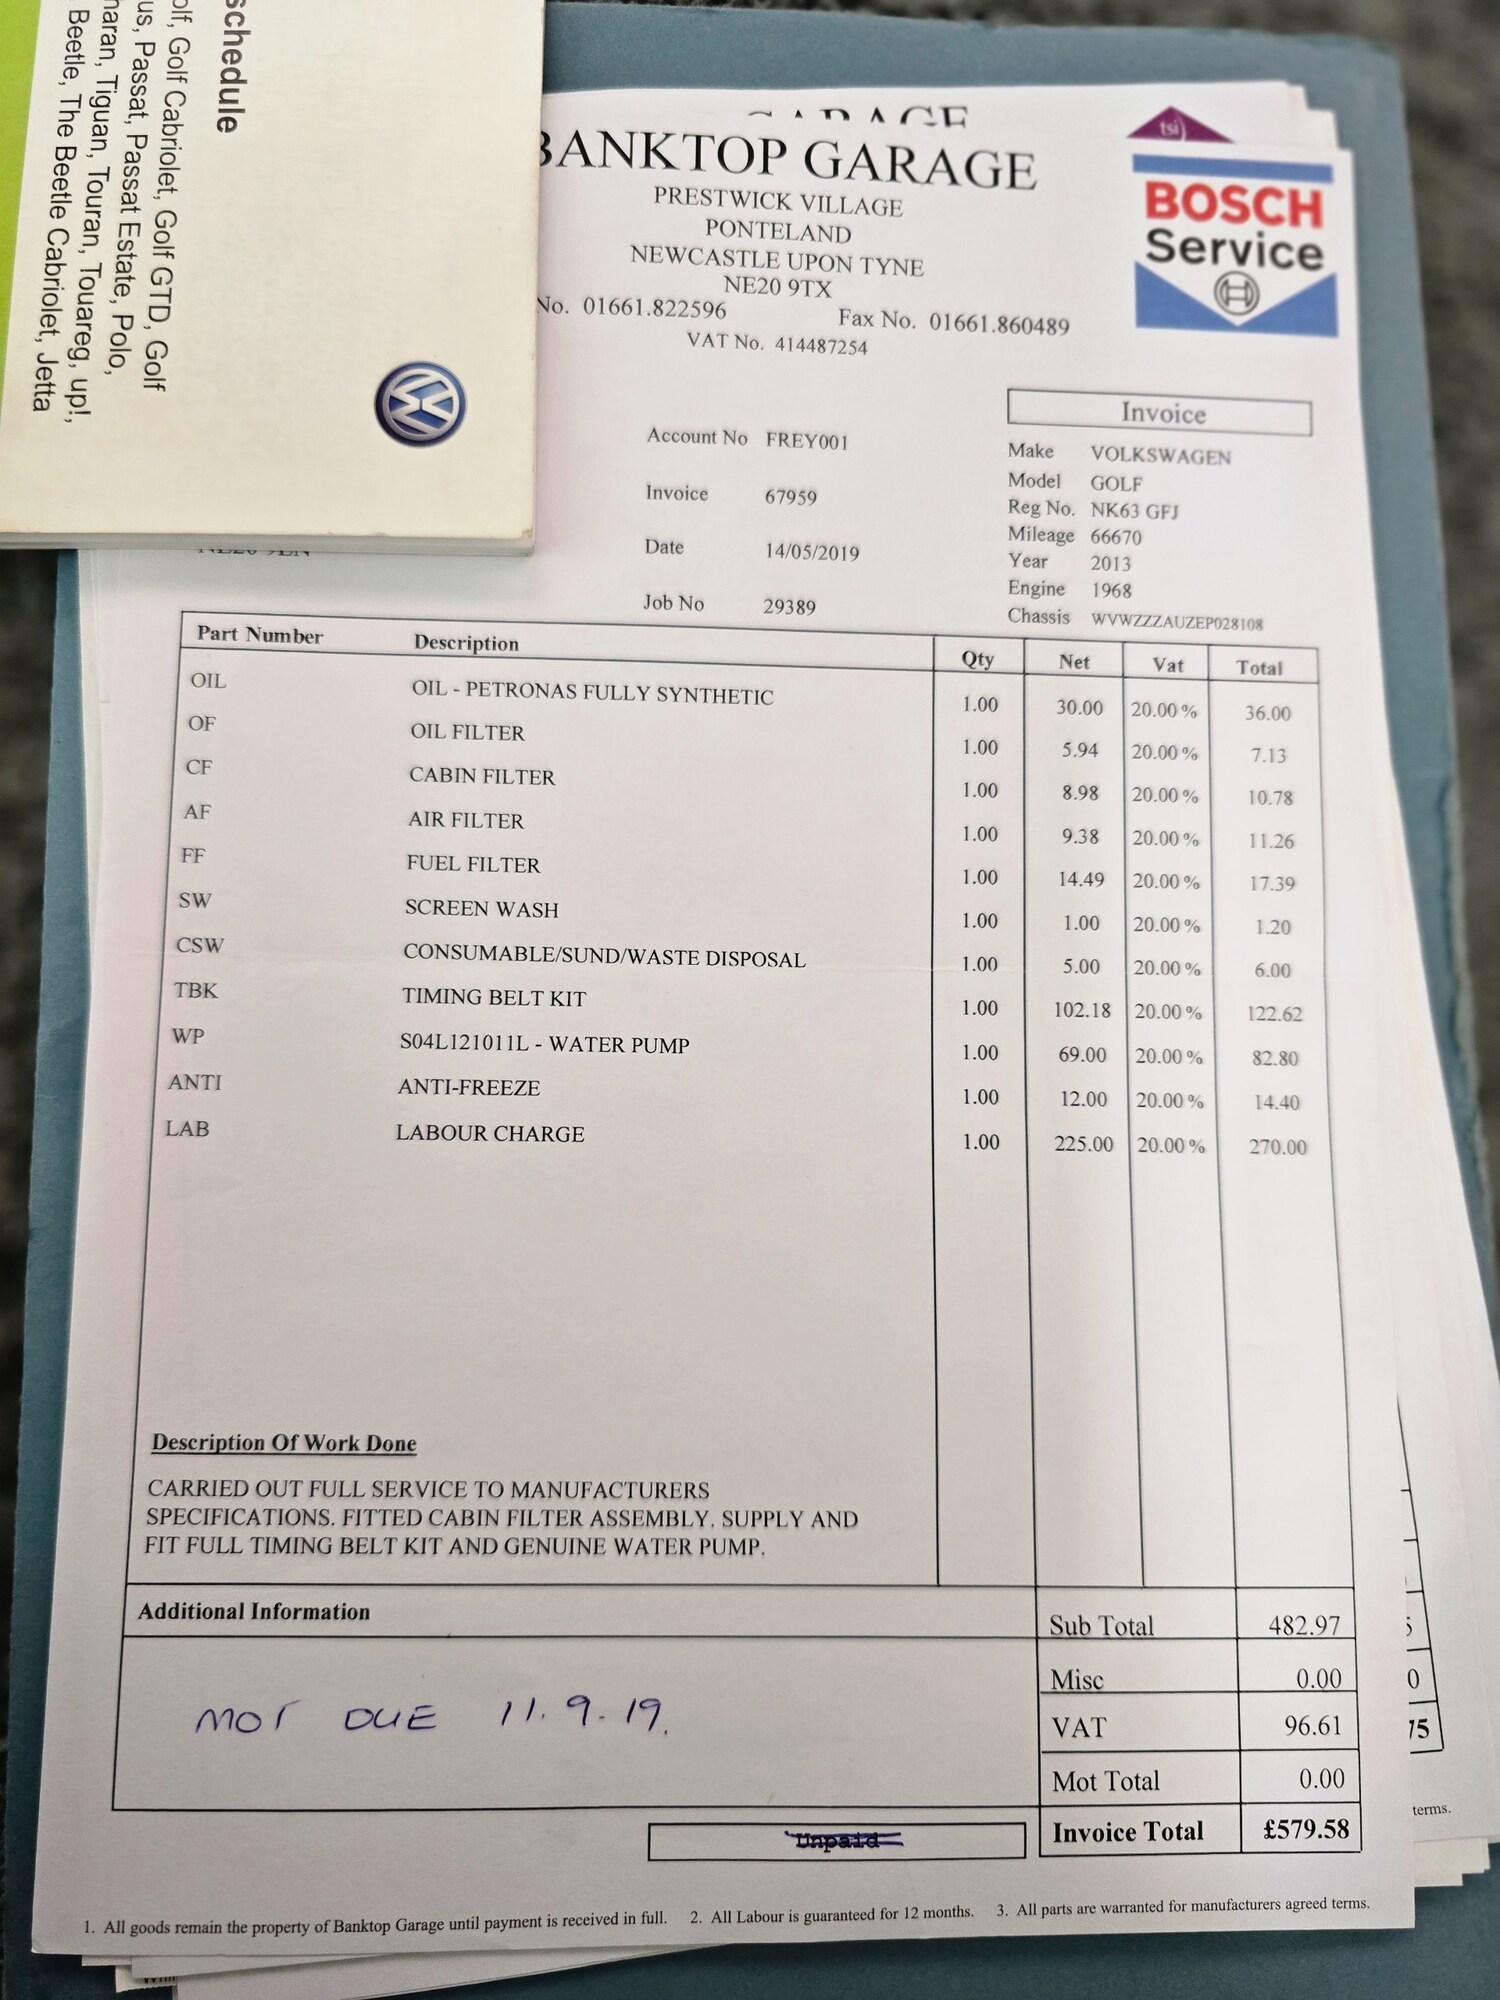 schedule
olf, Golf Cabriolet, Golf GTD, Golf
us, Passat, Passat Estate, Polo,
haran, Tiguan, Touran, Touareg, up!,
Beetle, The Beetle Cabriolet, Jetta
GARAGE
BANKTOP GARAGE
PRESTWICK VILLAGE
PONTELAND
NEWCASTLE UPON TYNE
NE20 9TX
No. 01661.822596 Fax No. 01661.860489
VAT No. 414487254
tsi
BOSCH
Service
Invoice
Account No FREY001
Invoice 67959
Date 14/05/2019
Job No 29389
Make VOLKSWAGEN
Model GOLF
Reg No. NK63 GFJ
Mileage 66670
Year 2013
Engine 1968
Chassis WVWZZZAUZEP028108
Part Number Description Qty Net Vat Total
OIL OIL - PETRONAS FULLY SYNTHETIC 1.00 30.00 20.00 % 36.00
OF OIL FILTER 1.00 5.94 20.00 % 7.13
CF CABIN FILTER 1.00 8.98 20.00 % 10.78
AF AIR FILTER 1.00 9.38 20.00 % 11.26
FF FUEL FILTER 1.00 14.49 20.00 % 17.39
SW SCREEN WASH 1.00 1.00 20.00 % 1.20
CSW CONSUMABLE/SUND/WASTE DISPOSAL 1.00 5.00 20.00 % 6.00
TBK TIMING BELT KIT 1.00 102.18 20.00 % 122.62
WP S04L121011L - WATER PUMP 1.00 69.00 20.00 % 82.80
ANTI ANTI-FREEZE 1.00 12.00 20.00 % 14.40
LAB LABOUR CHARGE 1.00 225.00 20.00 % 270.00
Description Of Work Done
CARRIED OUT FULL SERVICE TO MANUFACTURERS
SPECIFICATIONS. FITTED CABIN FILTER ASSEMBLY. SUPPLY AND
FIT FULL TIMING BELT KIT AND GENUINE WATER PUMP.
Additional Information
MOT DUE 11.9.19.
Sub Total 482.97
Misc 0.00
VAT 96.61
Mot Total 0.00
Invoice Total £579.58
Unpaid
1. All goods remain the property of Banktop Garage until payment is received in full. 2. All Labour is guaranteed for 12 months. 3. All parts are warranted for manufacturers agreed terms.
5
0
75
terms.